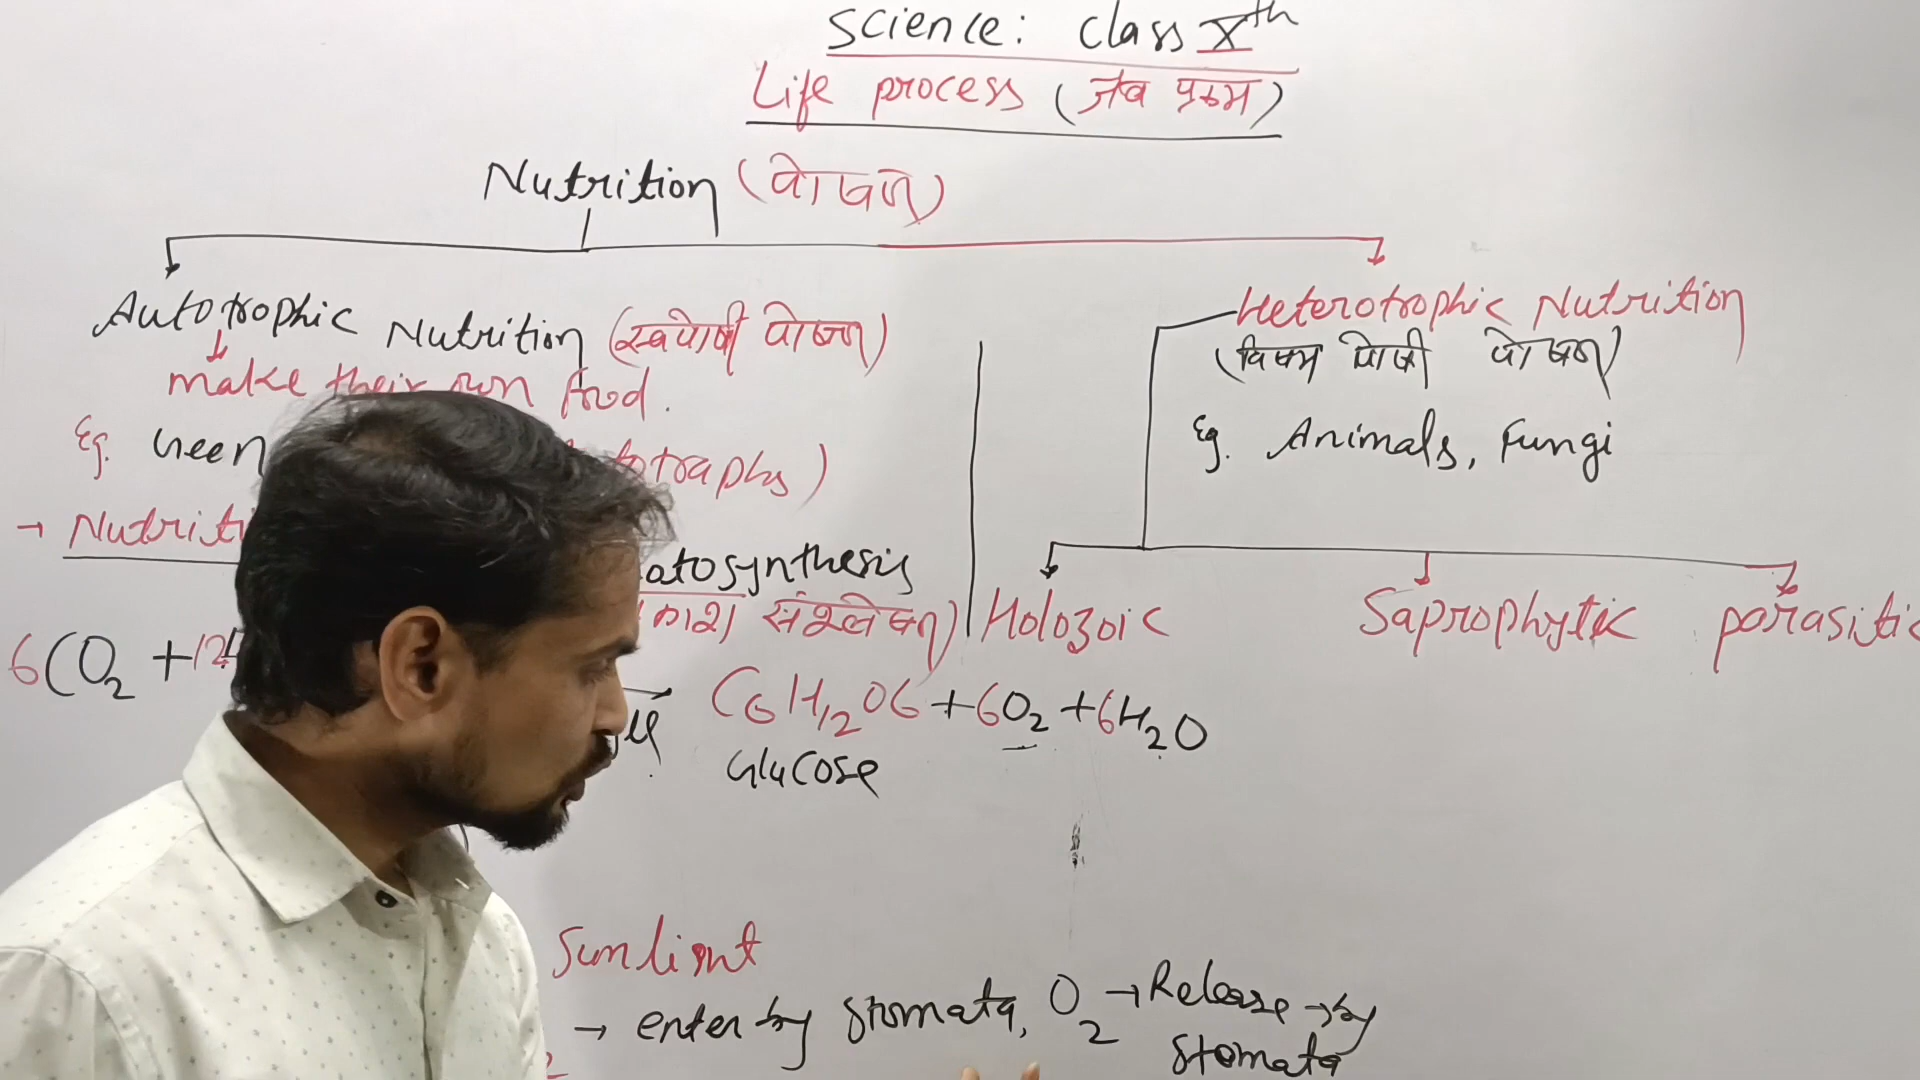 Science: Class Xth
Life process (जैव प्रक्रम)
Nutrition (पोषण)
Autotrophic Nutrition (स्वपोषी पोषण)
make their own food.
Eg. Green
→ Nutriti
6CO2 + 12
C6H12O6 + 6O2 + 6H2O
Glucose
Heterotrophic Nutrition
(विषम पोषी पोषण)
Eg. Animals, Fungi
Holozoic Saprophytic parasitic
Sunlight
→ enter by stomata, O2 → Release → by
stomata